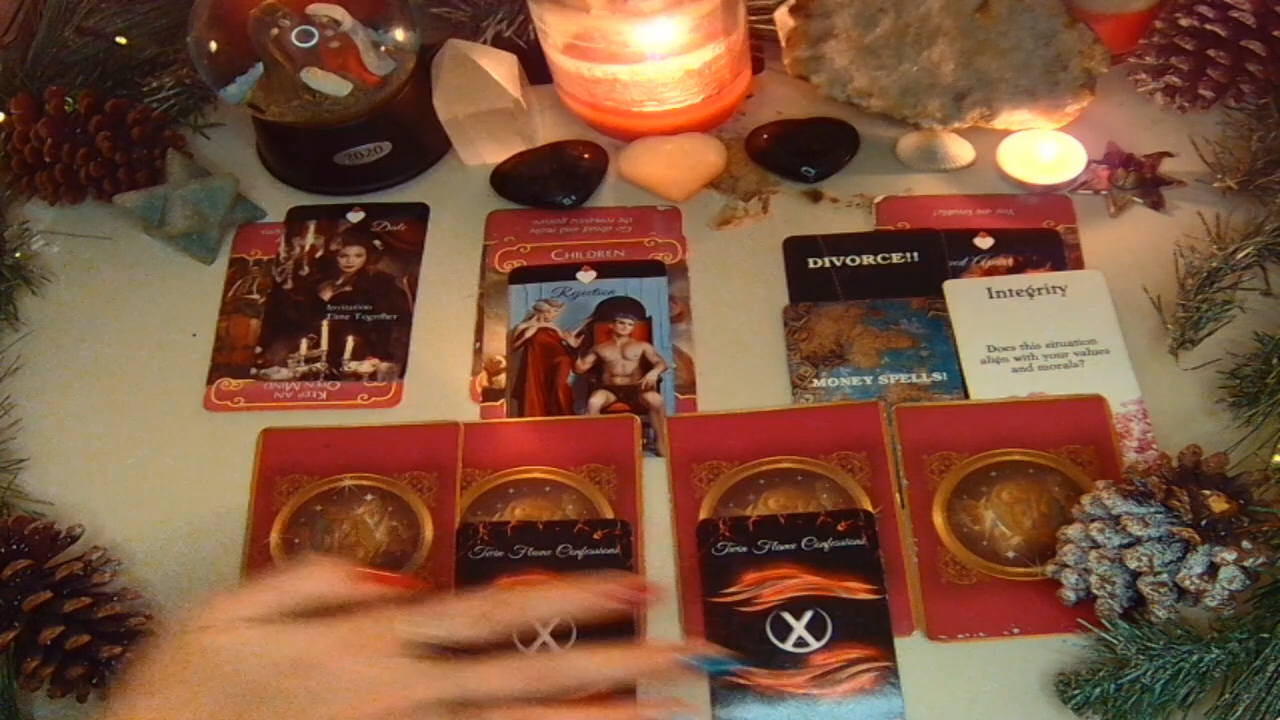 2020
Date
Invitation
Time Together
KEEP AN
OPEN MIND
Go about and make
the romantic gesture
CHILDREN
Rejection
You are lovable!
DIVORCE!!
MONEY SPELLS!
Integrity
Does this situation
align with your values
and morals?
Twin Flame Confessions
X
Twin Flame Confessions
X